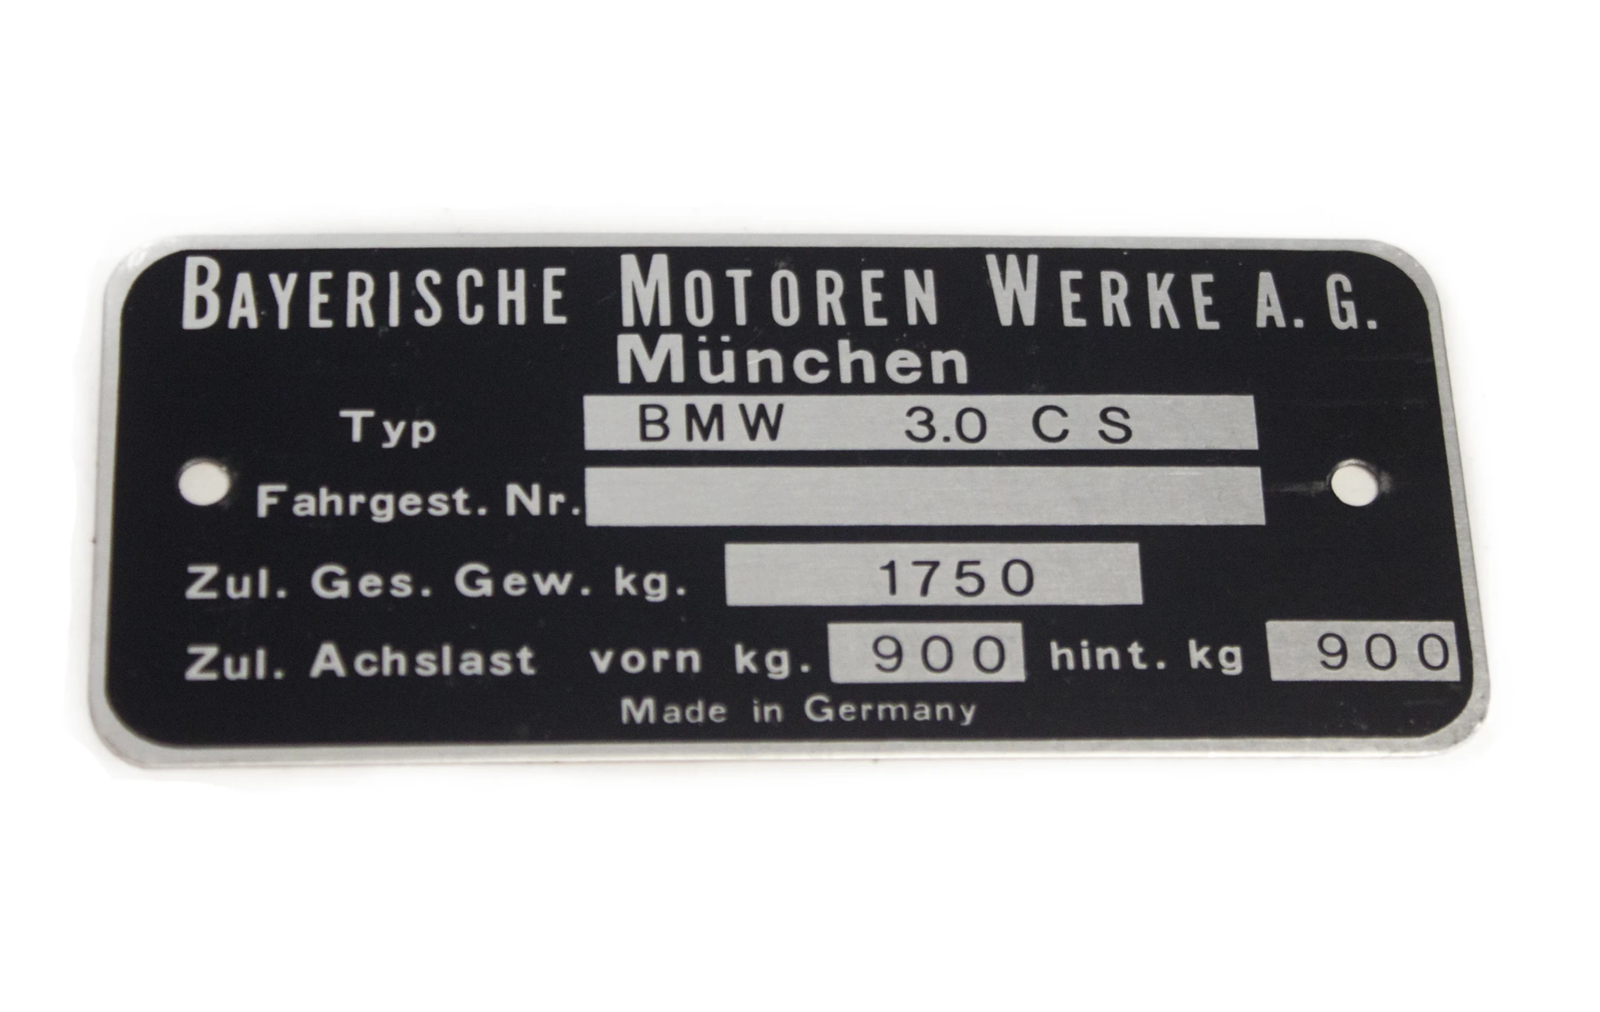 BAYERISCHE MOTOREN WERKE A.G.
München
Typ BMW 3.0 CS
Fahrgest. Nr.
Zul. Ges. Gew. kg. 1750
Zul. Achslast vorn kg. 900 hint. kg 900
Made in Germany